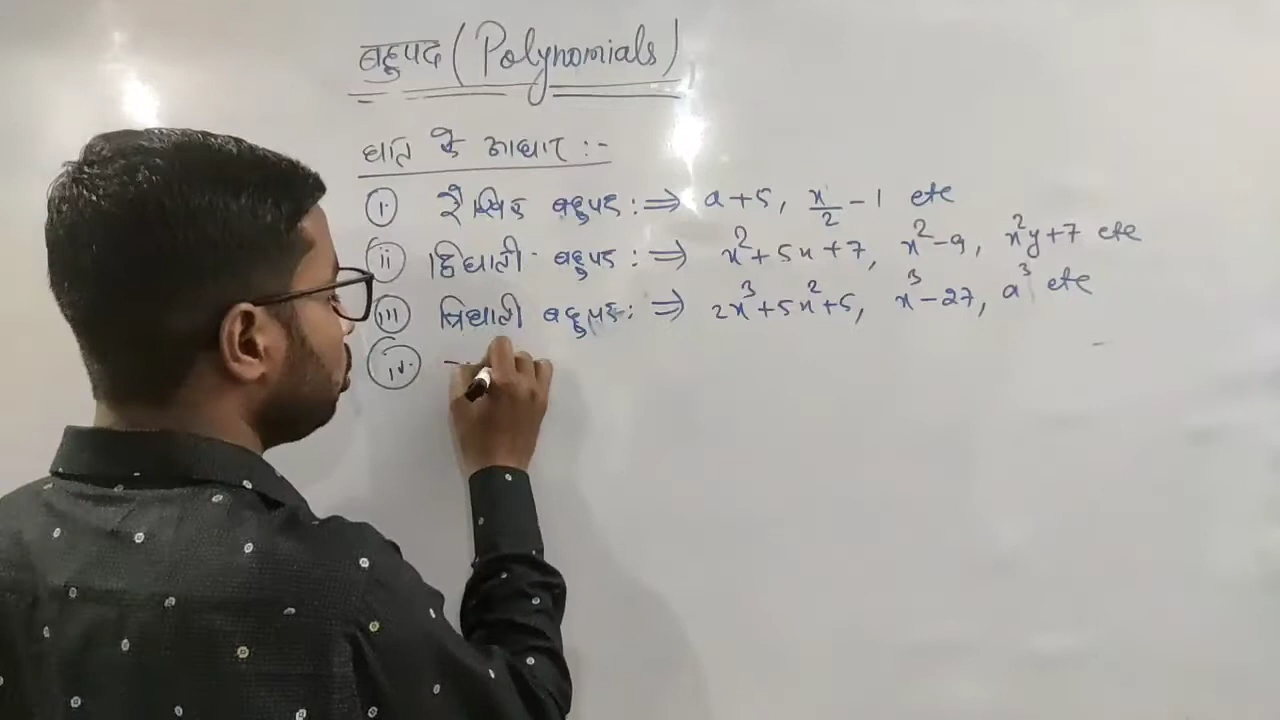 बहुपद (Polynomials)
घात के आधार :-
i. रैखिक बहुपद :⇒ a+5, x/2 - 1 etc
ii द्विघाती बहुपद :⇒ x²+5x+7, x²-9, x²y+7 etc
iii त्रिघाती बहुपद :⇒ 2x³+5x²+5, x³-27, a³ etc
iv.